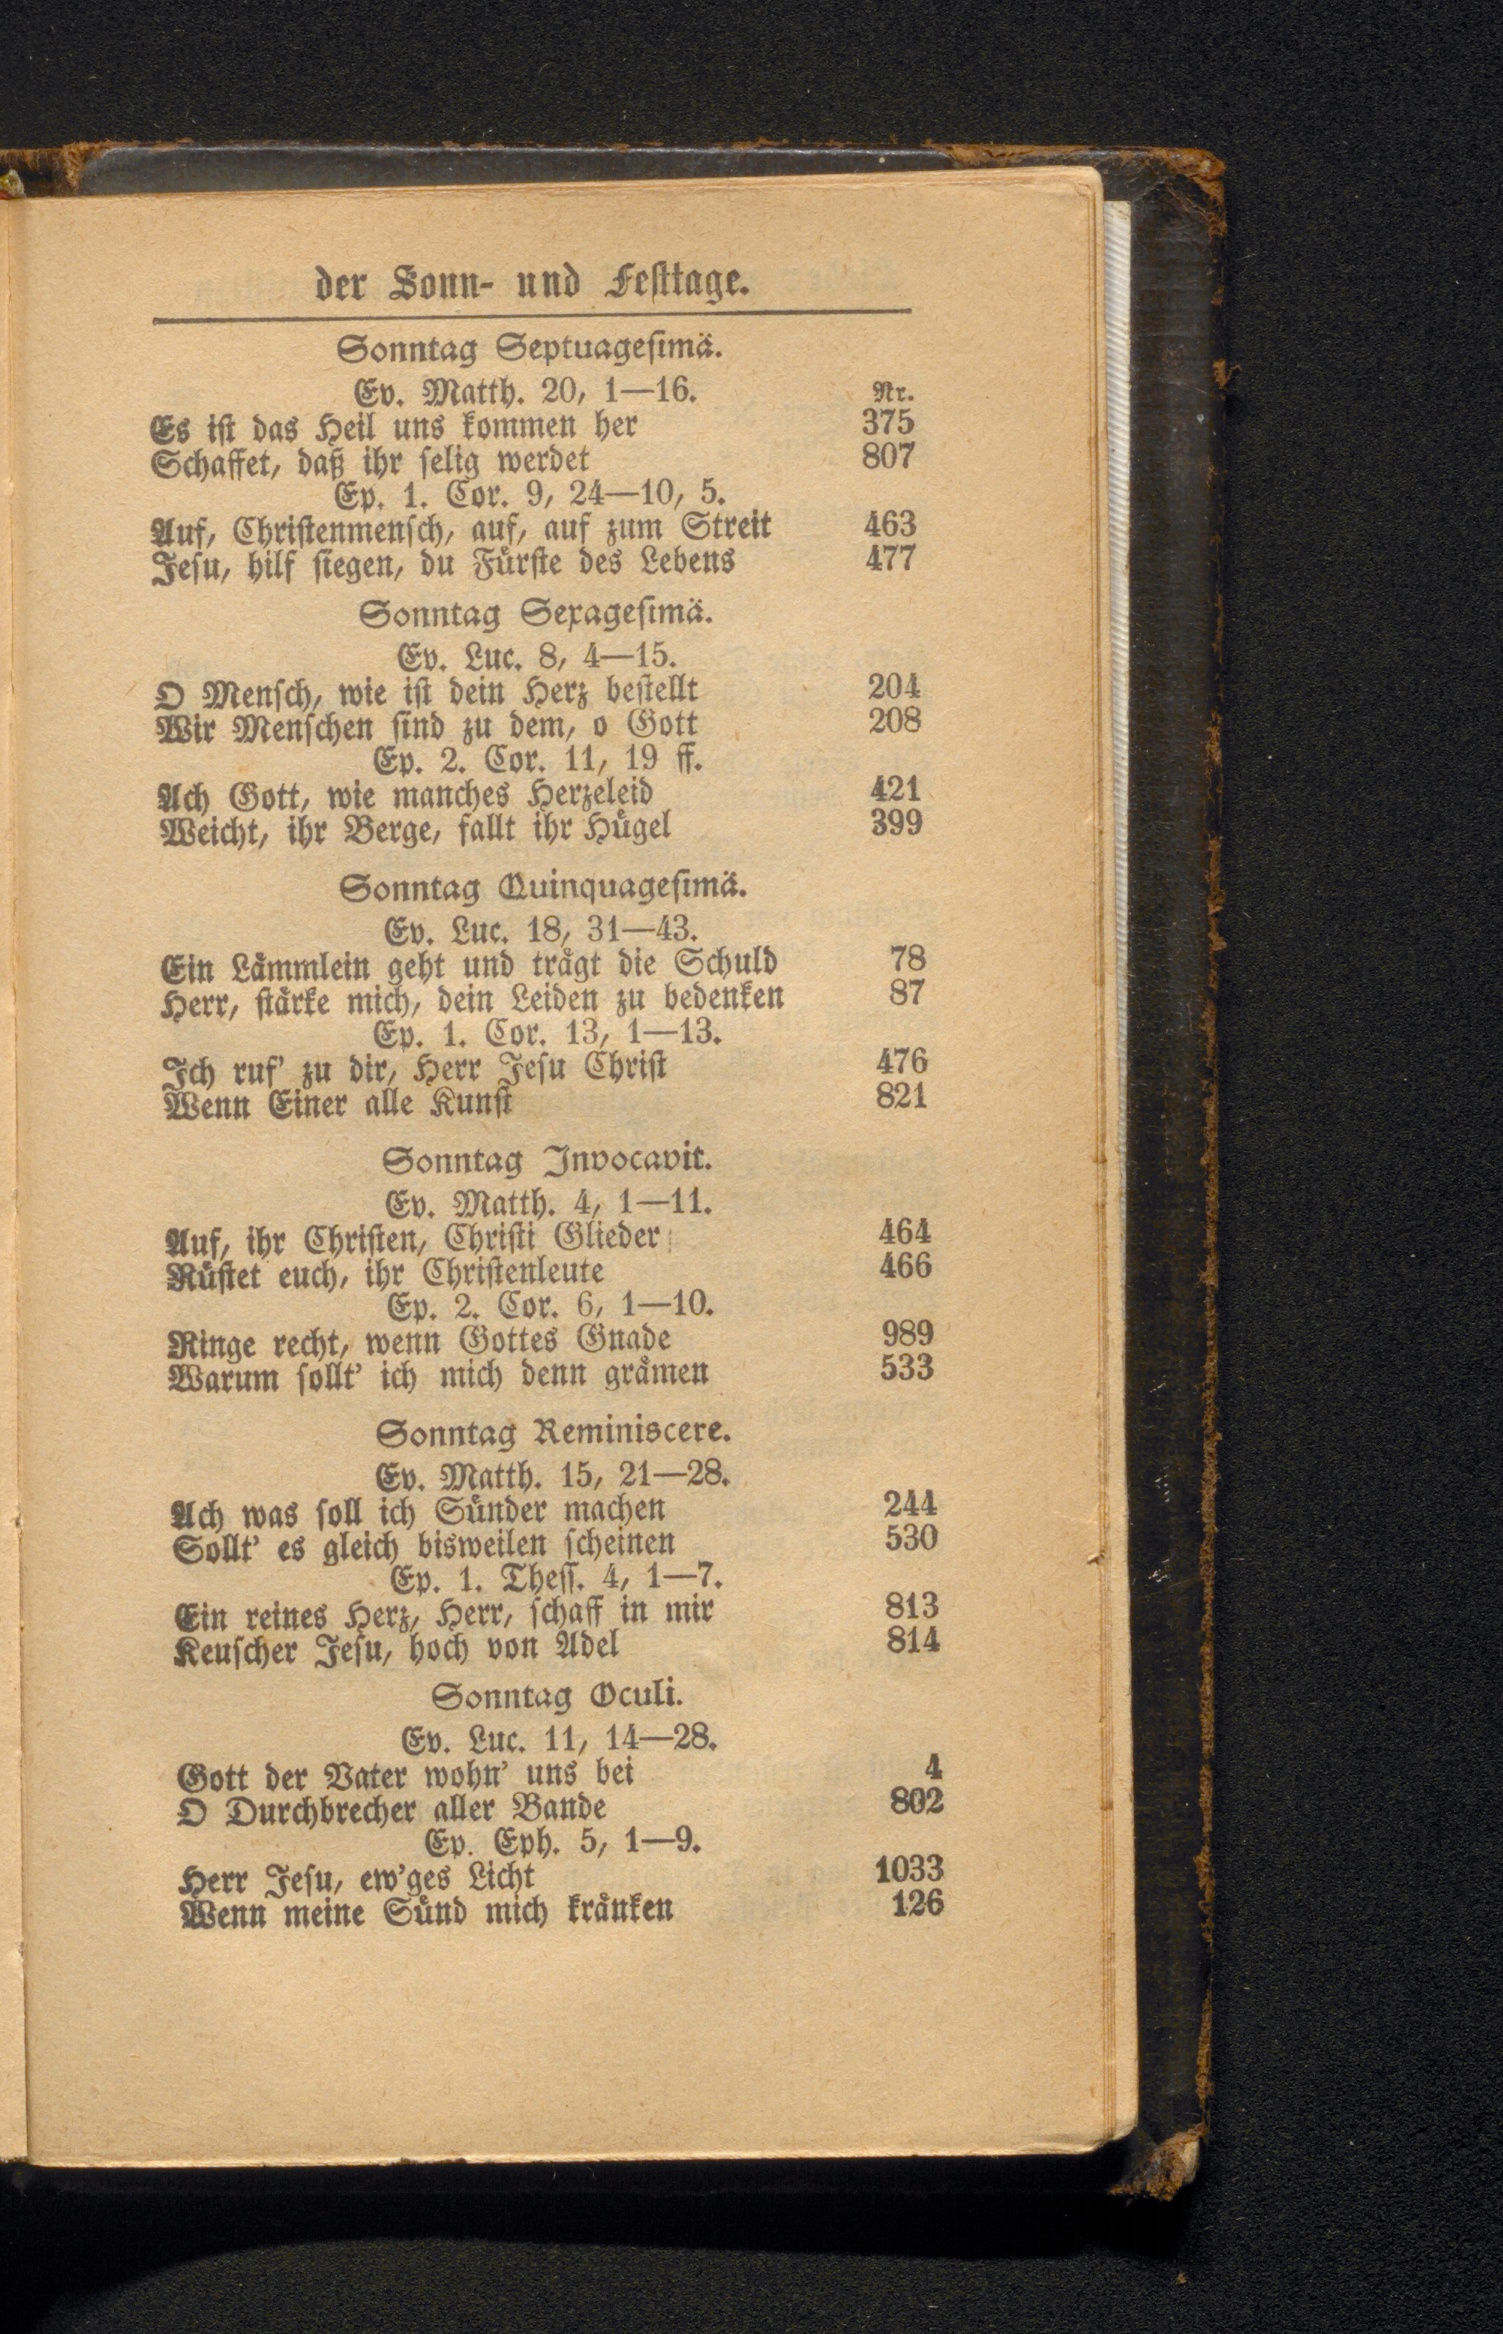 der Sonn- und Festtage.
Sonntag Septuagesimä.
Ev. Matth. 20, 1—16. Nr.
Es ist das Heil uns kommen her 375
Schaffet, daß ihr selig werdet 807
Ep. 1. Cor. 9, 24—10, 5.
Auf, Christenmensch, auf, auf zum Streit 463
Jesu, hilf siegen, du Fürste des Lebens 477
Sonntag Sexagesimä.
Ev. Luc. 8, 4—15.
O Mensch, wie ist dein Herz bestellt 204
Wir Menschen sind zu dem, o Gott 208
Ep. 2. Cor. 11, 19 ff.
Ach Gott, wie manches Herzeleid 421
Weicht, ihr Berge, fallt ihr Hügel 399
Sonntag Quinquagesimä.
Ev. Luc. 18, 31—43.
Ein Lämmlein geht und trägt die Schuld 78
Herr, stärke mich, dein Leiden zu bedenken 87
Ep. 1. Cor. 13, 1—13.
Ich ruf' zu dir, Herr Jesu Christ 476
Wenn Einer alle Kunst 821
Sonntag Invocavit.
Ev. Matth. 4, 1—11.
Auf, ihr Christen, Christi Glieder 464
Rüstet euch, ihr Christenleute 466
Ep. 2. Cor. 6, 1—10.
Ringe recht, wenn Gottes Gnade 989
Warum sollt' ich mich denn grämen 533
Sonntag Reminiscere.
Ev. Matth. 15, 21—28.
Ach was soll ich Sünder machen 244
Sollt' es gleich bisweilen scheinen 530
Ep. 1. Thess. 4, 1—7.
Ein reines Herz, Herr, schaff in mir 813
Keuscher Jesu, hoch von Adel 814
Sonntag Oculi.
Ev. Luc. 11, 14—28.
Gott der Vater wohn' uns bei 4
O Durchbrecher aller Bande 802
Ep. Eph. 5, 1—9.
Herr Jesu, ew'ges Licht 1033
Wenn meine Sünd mich kränken 126